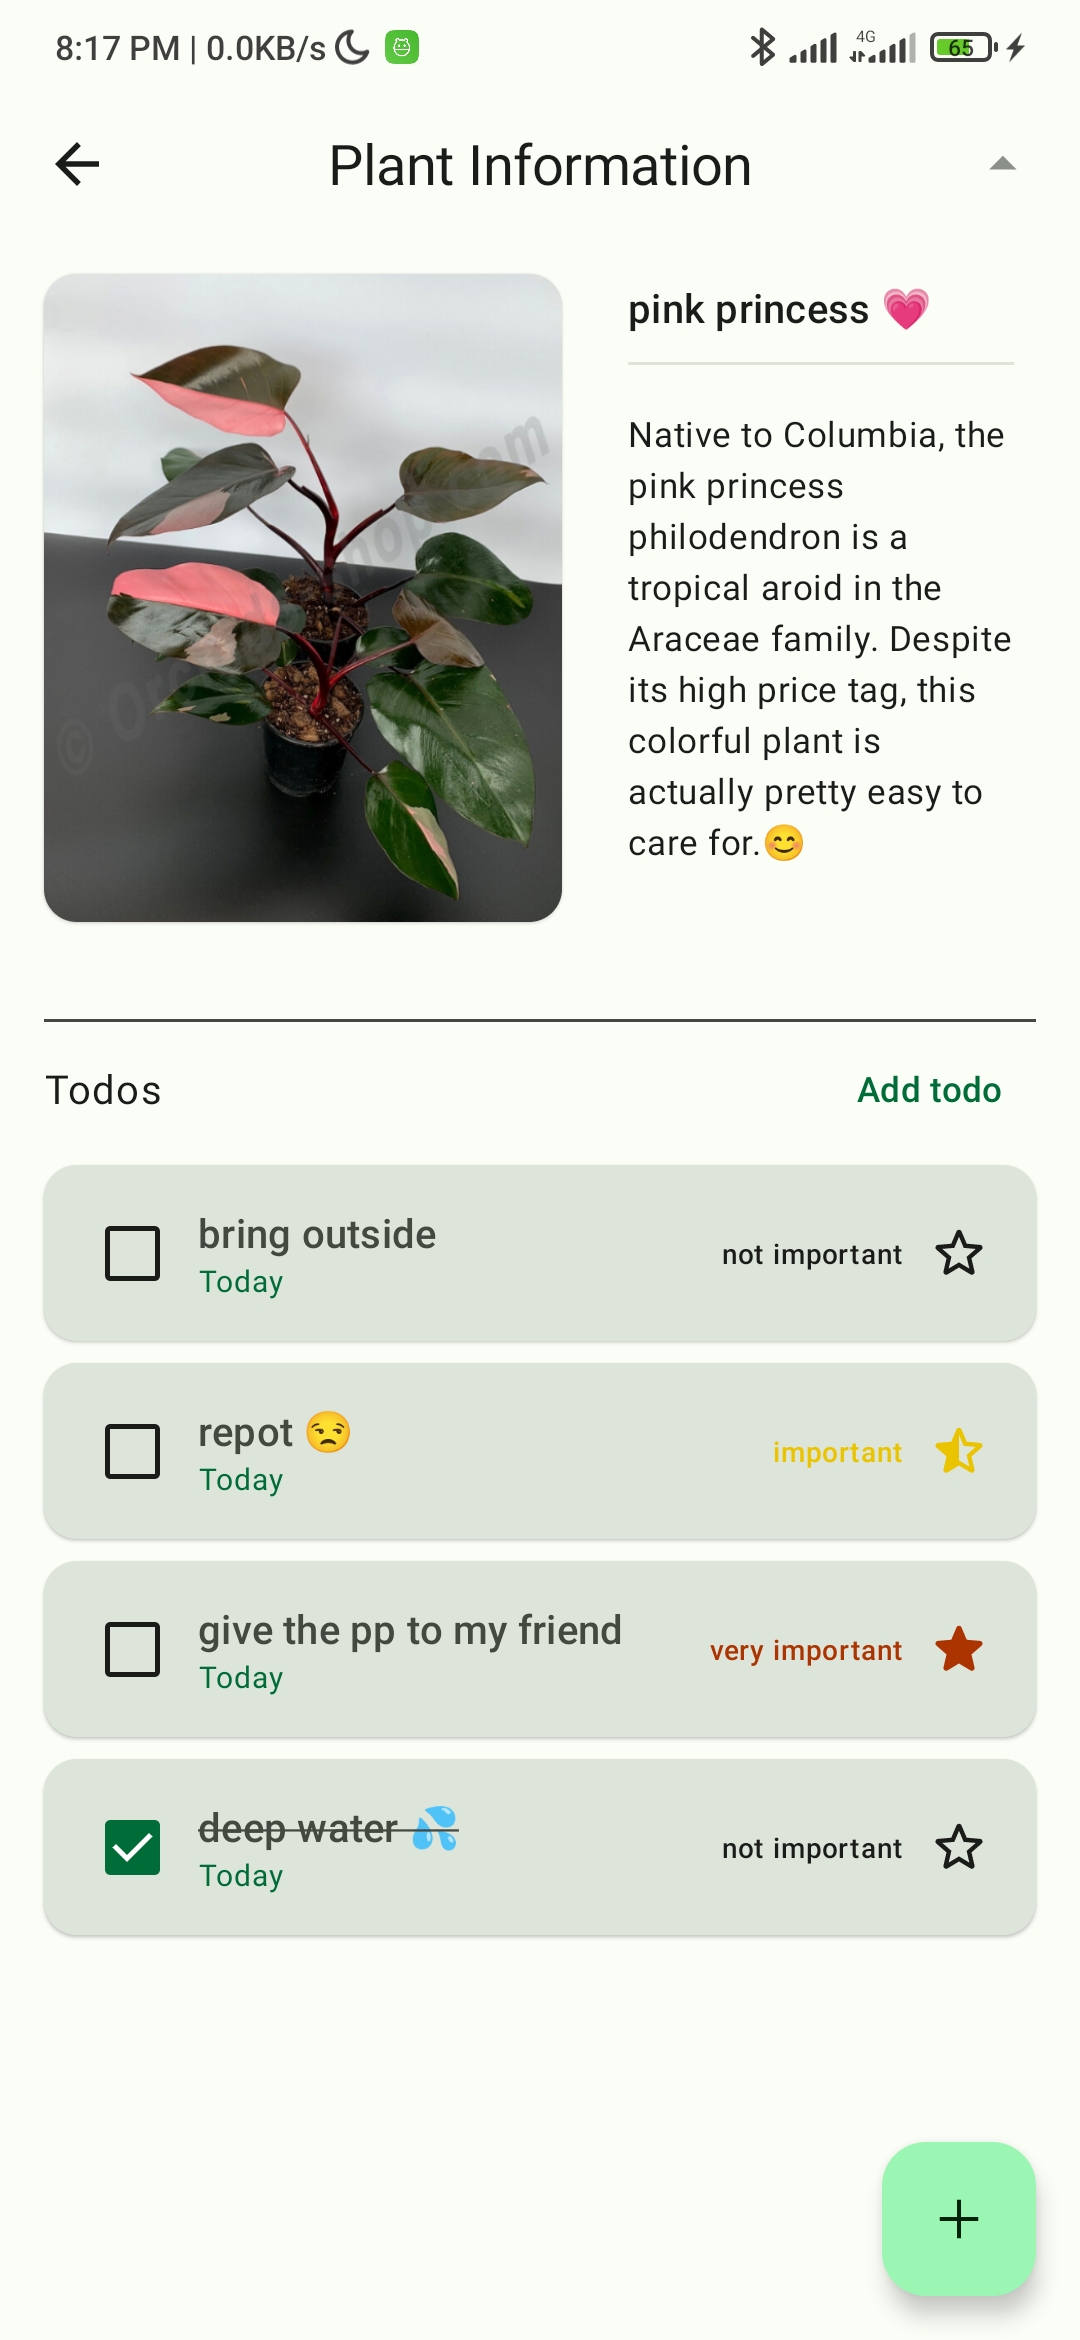 8:17 PM | 0.0KB/s
4G
65
Plant Information
pink princess 💗
Native to Columbia, the
pink princess
philodendron is a
tropical aroid in the
Araceae family. Despite
its high price tag, this
colorful plant is
actually pretty easy to
care for.😊
Todos
Add todo
bring outside
Today
not important
repot 😒
Today
important
give the pp to my friend
Today
very important
deep water 💦
Today
not important